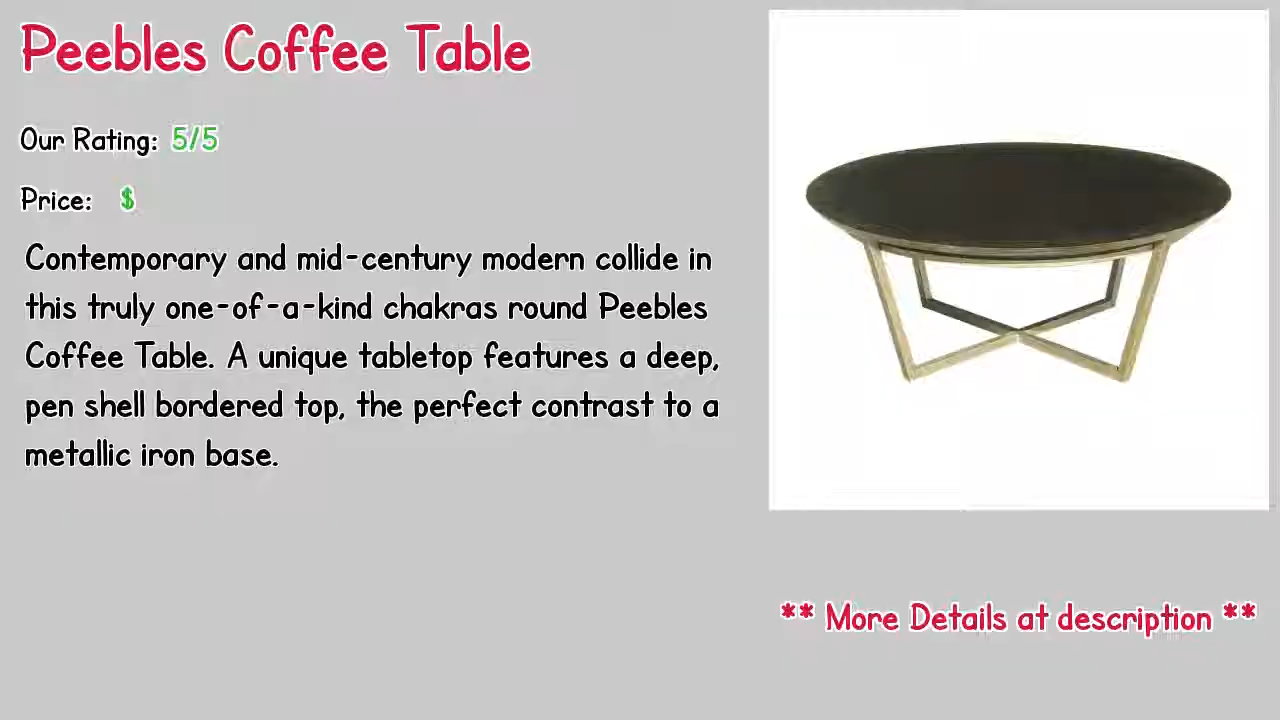 Peebles Coffee Table
Our Rating: 5/5
Price: $
Contemporary and mid-century modern collide in
this truly one-of-a-kind chakras round Peebles
Coffee Table. A unique tabletop features a deep,
pen shell bordered top, the perfect contrast to a
metallic iron base.
** More Details at description **